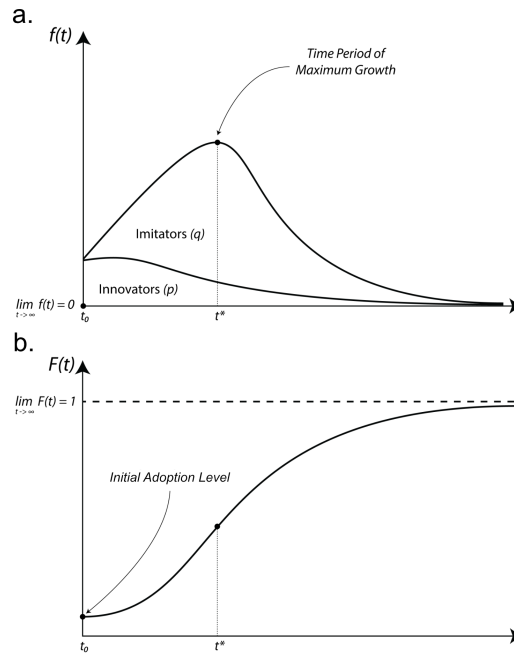 a.
f(t)
Time Period of
Maximum Growth
Imitators (q)
Innovators (p)
lim f(t) = 0
t -> ∞
t₀
t*
b.
F(t)
lim F(t) = 1
t -> ∞
Initial Adoption Level
t₀
t*